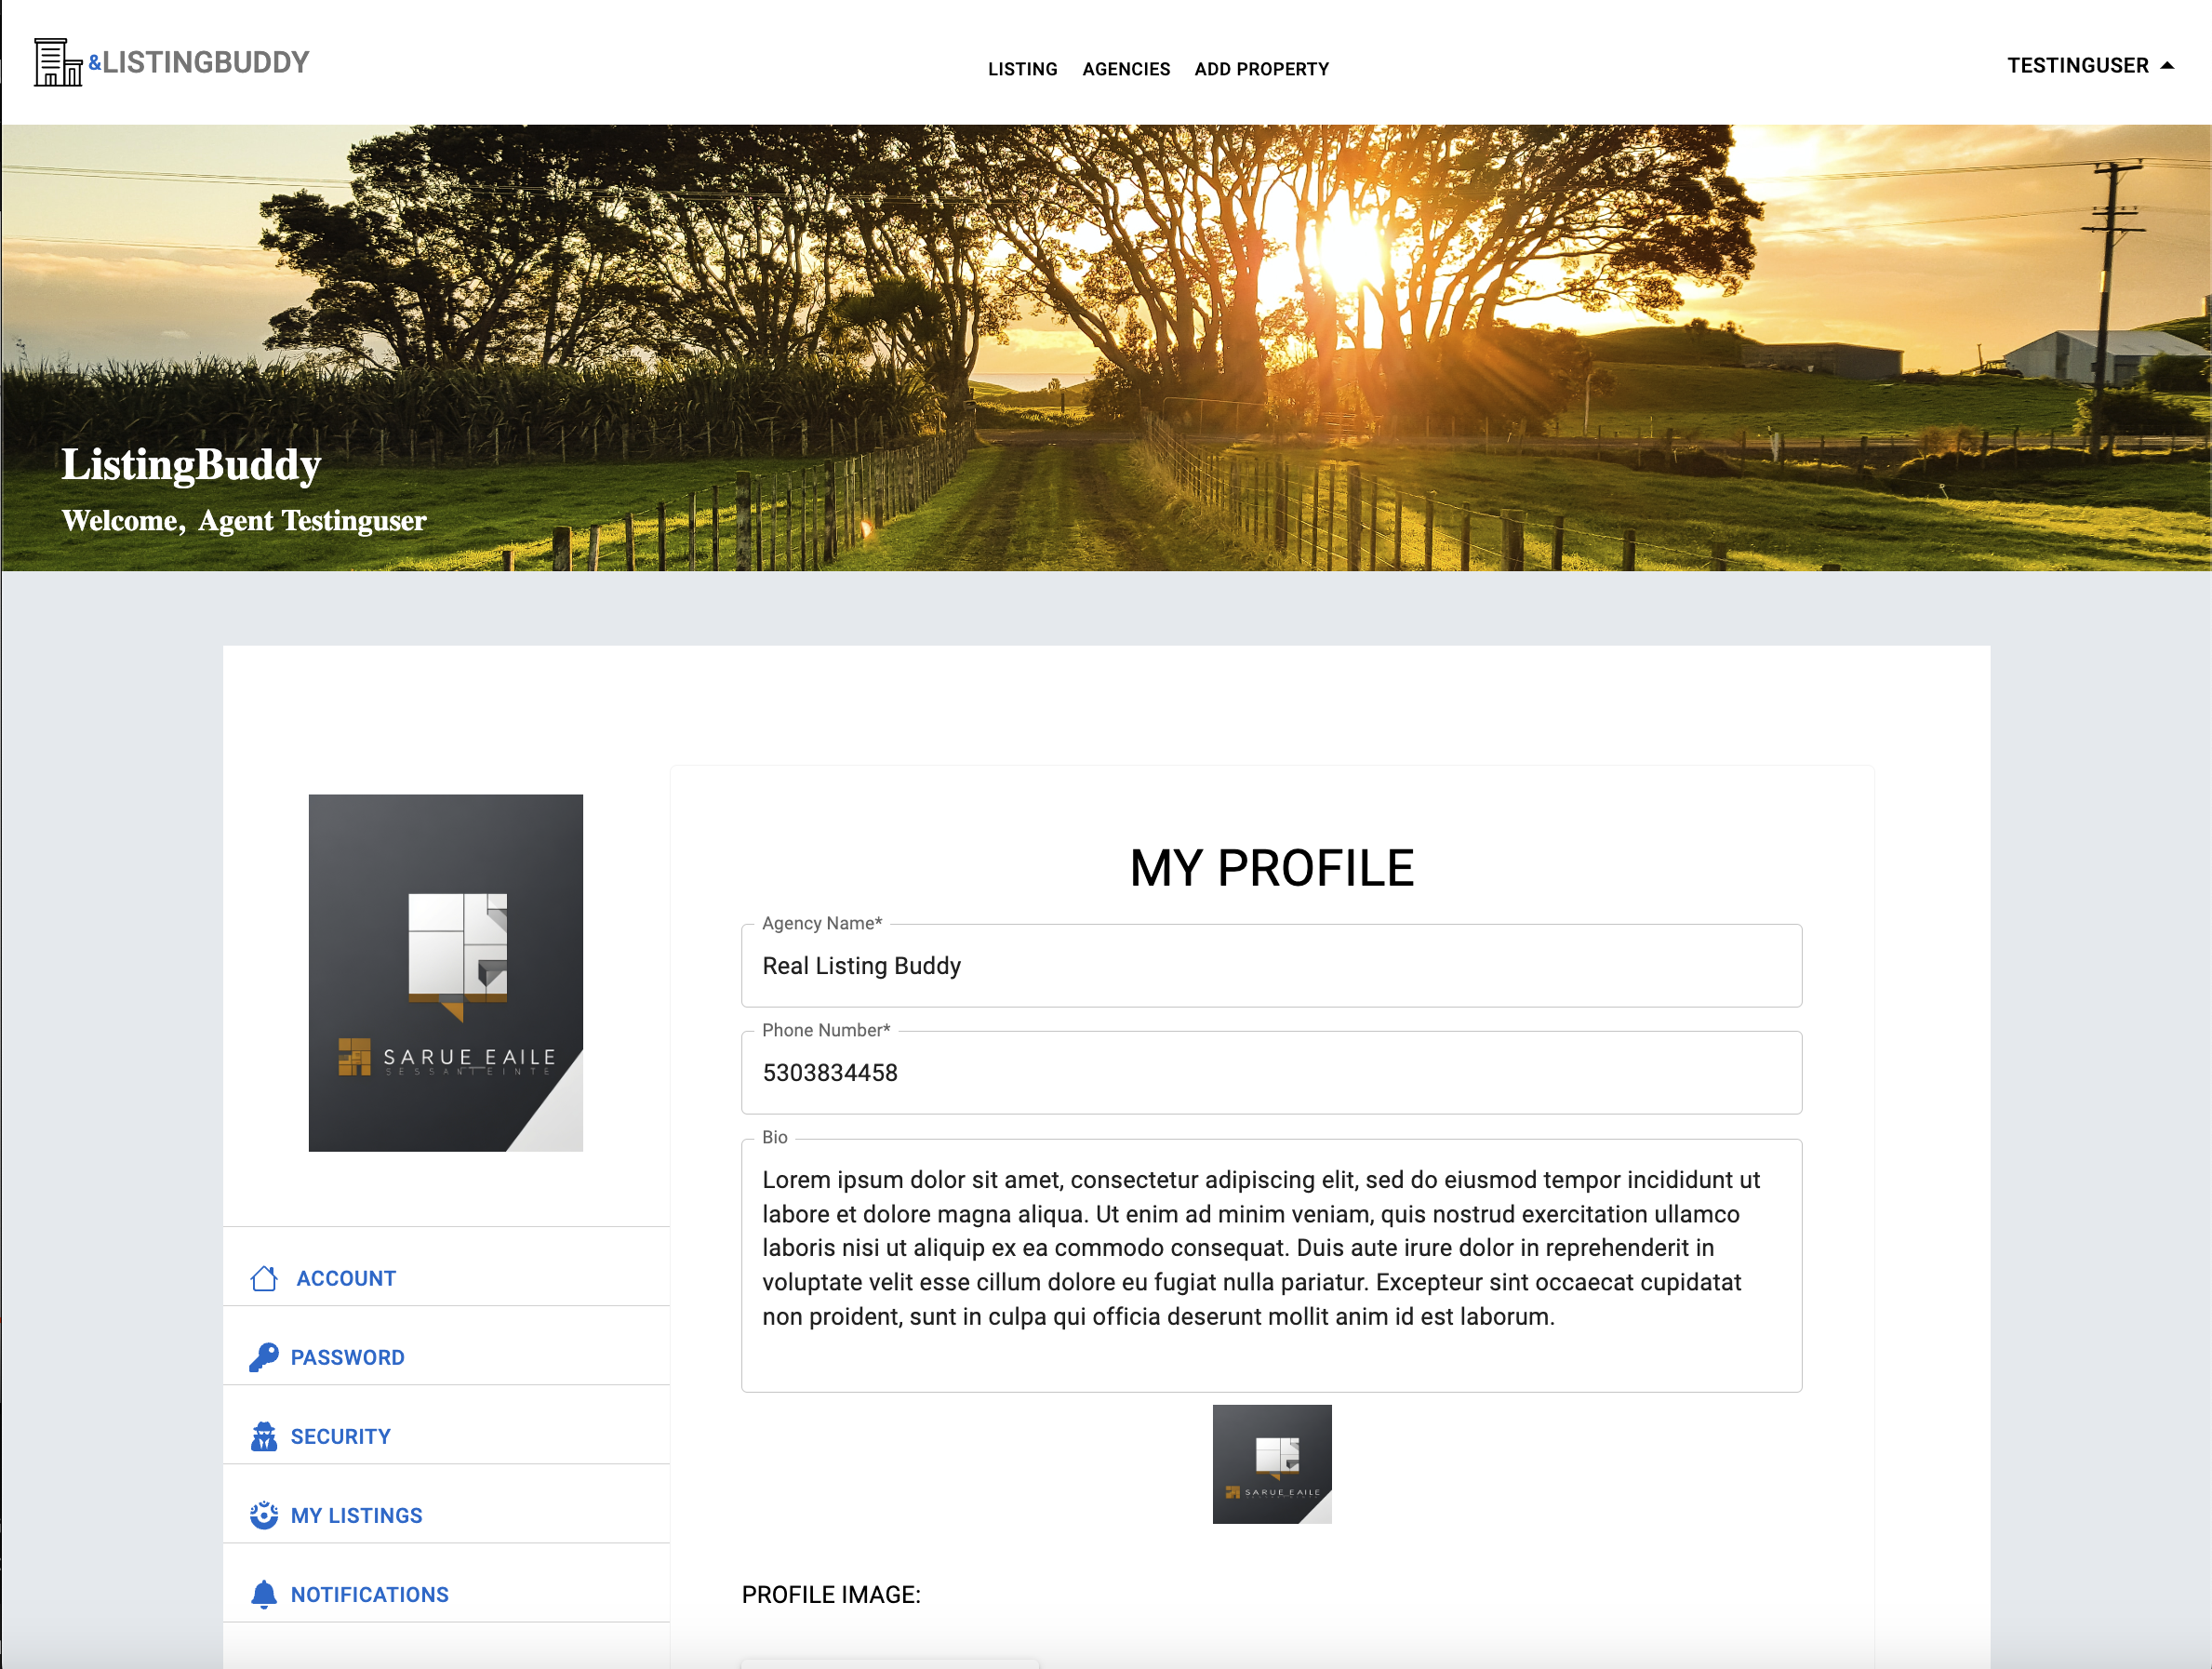 &LISTINGBUDDY
LISTING AGENCIES ADD PROPERTY
TESTINGUSER
ListingBuddy
Welcome, Agent Testinguser
SARUE EAILE
SESSANTEINTE
ACCOUNT
PASSWORD
SECURITY
MY LISTINGS
NOTIFICATIONS
MY PROFILE
Agency Name*
Real Listing Buddy
Phone Number*
5303834458
Bio
Lorem ipsum dolor sit amet, consectetur adipiscing elit, sed do eiusmod tempor incididunt ut
labore et dolore magna aliqua. Ut enim ad minim veniam, quis nostrud exercitation ullamco
laboris nisi ut aliquip ex ea commodo consequat. Duis aute irure dolor in reprehenderit in
voluptate velit esse cillum dolore eu fugiat nulla pariatur. Excepteur sint occaecat cupidatat
non proident, sunt in culpa qui officia deserunt mollit anim id est laborum.
SARUE EAILE
PROFILE IMAGE: